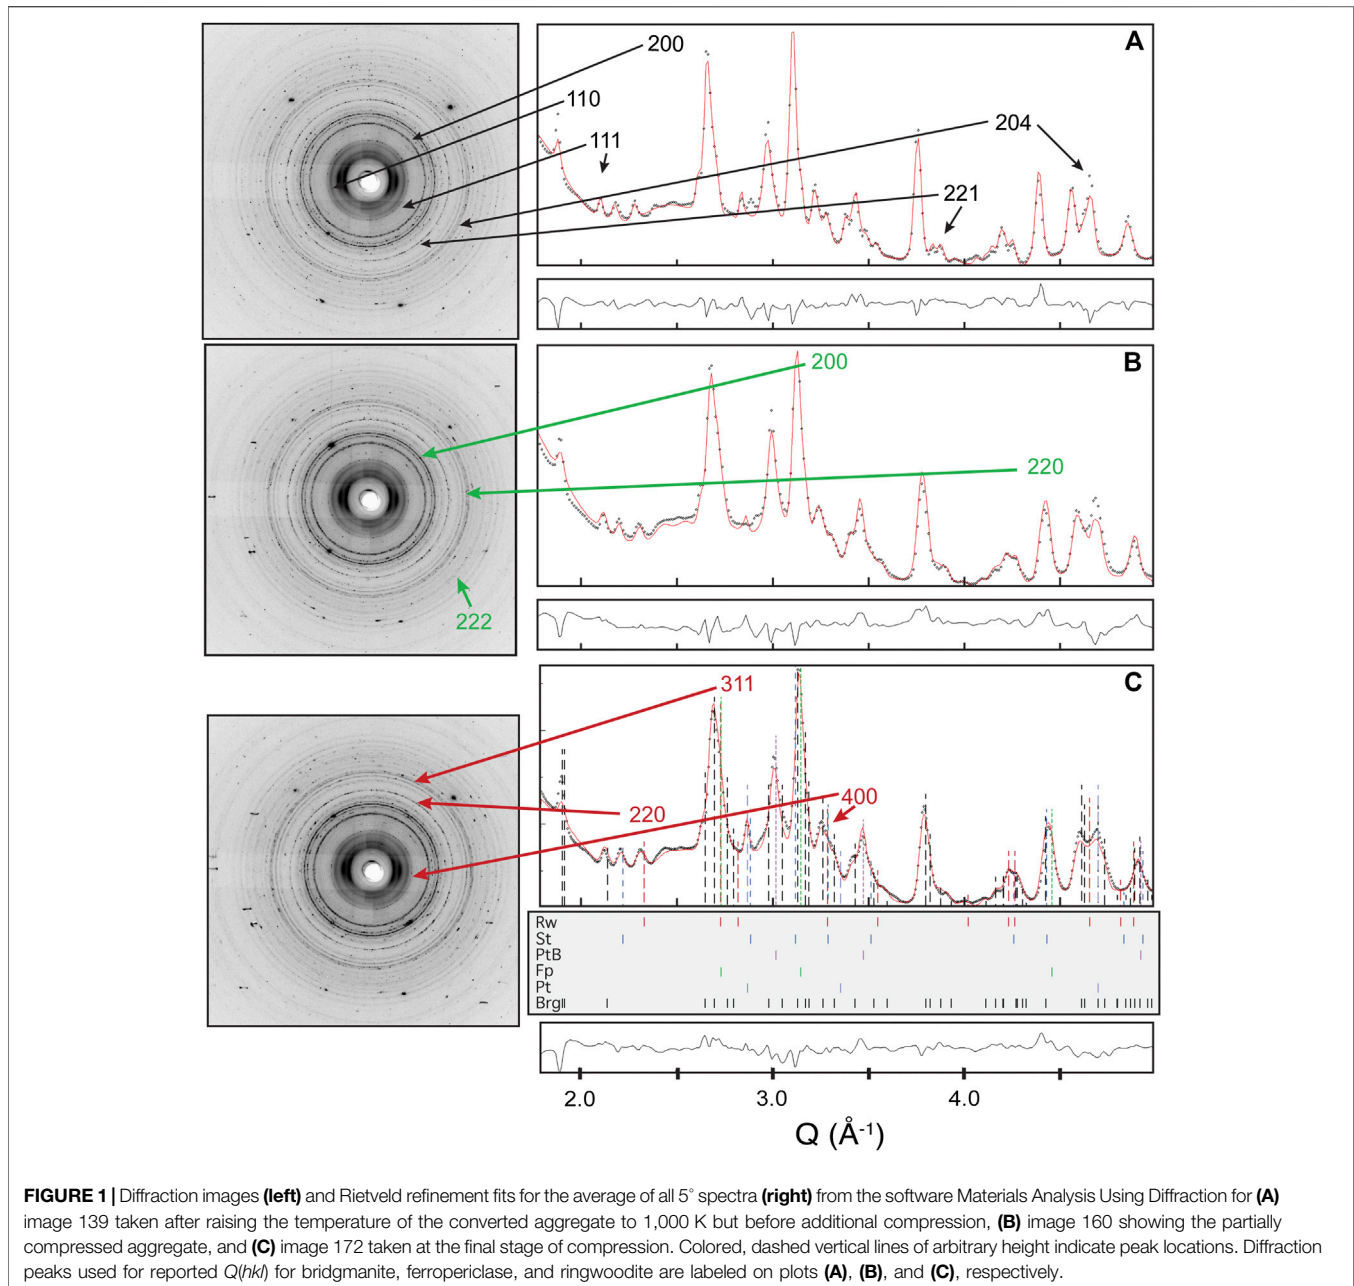 A
200
110
111
204
221
B
200
220
222
C
311
220
400
Rw
St
PtB
Fp
Pt
Brg
2.0 3.0 4.0
Q (Å-1)
FIGURE 1 | Diffraction images (left) and Rietveld refinement fits for the average of all 5° spectra (right) from the software Materials Analysis Using Diffraction for (A)
image 139 taken after raising the temperature of the converted aggregate to 1,000 K but before additional compression, (B) image 160 showing the partially
compressed aggregate, and (C) image 172 taken at the final stage of compression. Colored, dashed vertical lines of arbitrary height indicate peak locations. Diffraction
peaks used for reported Q(hkl) for bridgmanite, ferropericlase, and ringwoodite are labeled on plots (A), (B), and (C), respectively.